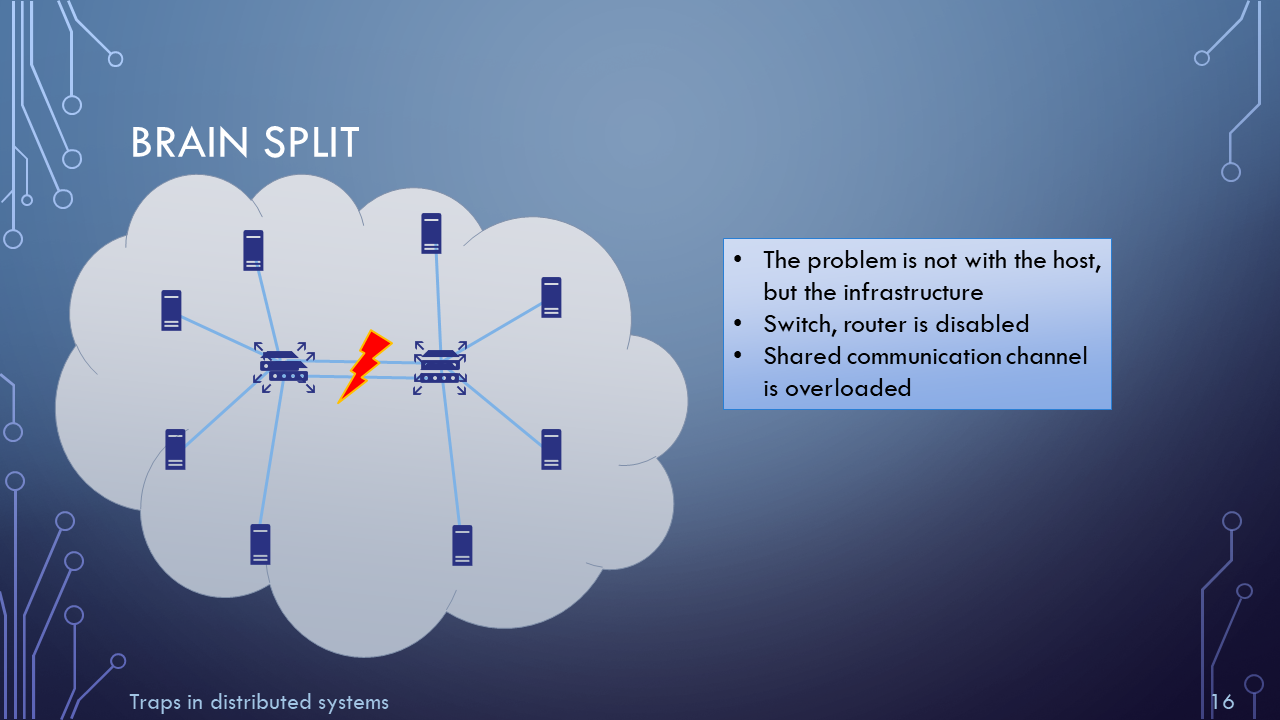 BRAIN SPLIT
• The problem is not with the host,
but the infrastructure
• Switch, router is disabled
• Shared communication channel
is overloaded
Traps in distributed systems
16